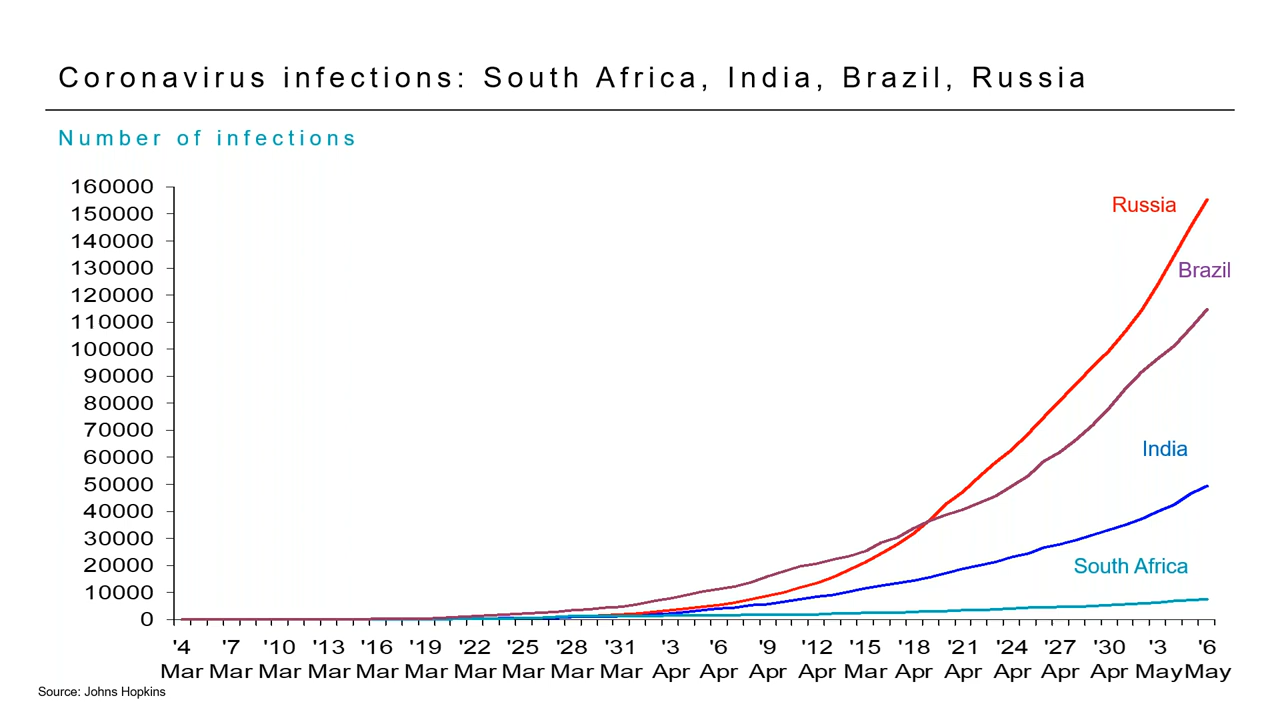 Coronavirus infections: South Africa, India, Brazil, Russia
Number of infections
160000
150000
140000
130000
120000
110000
100000
90000
80000
70000
60000
50000
40000
30000
20000
10000
0
Russia
Brazil
India
South Africa
'4 '7 '10 '13 '16 '19 '22 '25 '28 '31 '3 '6 '9 '12 '15 '18 '21 '24 '27 '30 '3 '6
Mar Mar Mar Mar Mar Mar Mar Mar Mar Mar Apr Apr Apr Apr Mar Apr Apr Apr Apr Apr May May
Source: Johns Hopkins